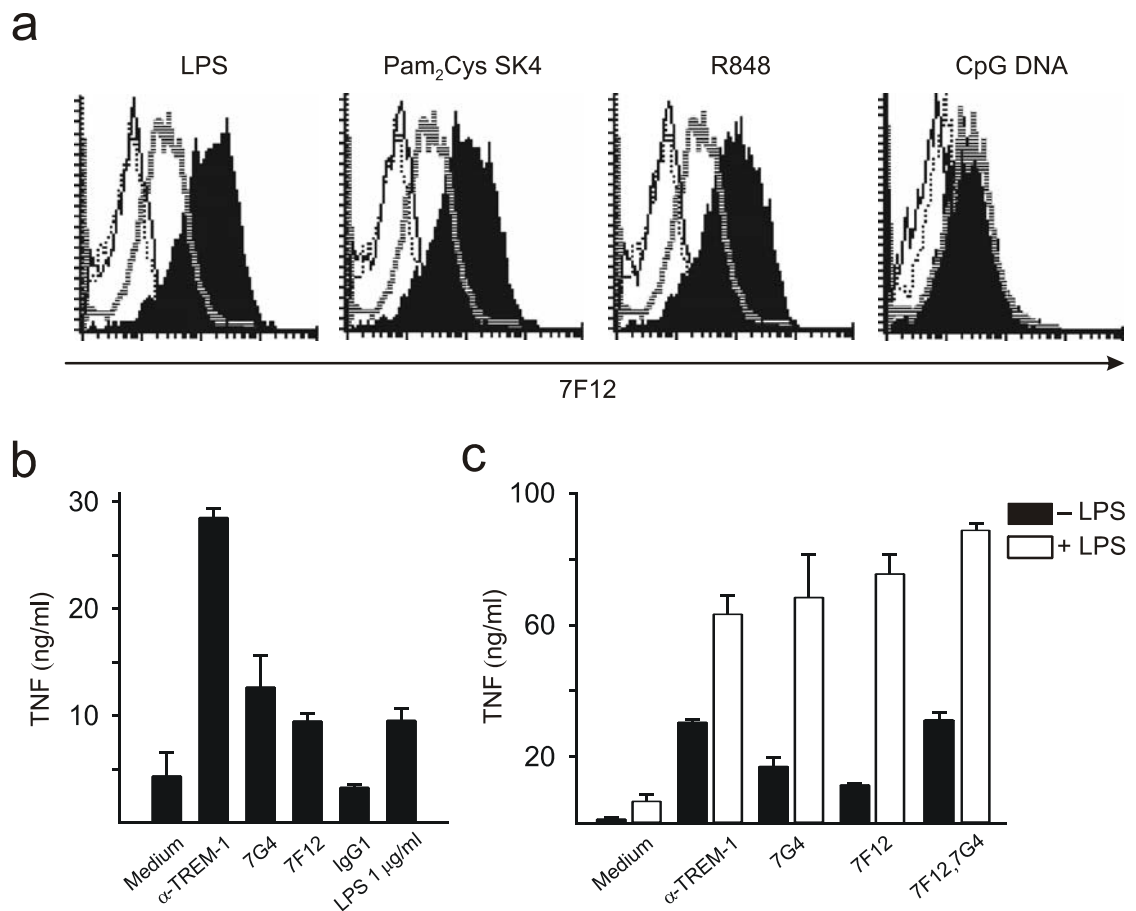 a
LPS
Pam₂Cys SK4
R848
CpG DNA
7F12
b
30
20
10
TNF (ng/ml)
Medium
α-TREM-1
7G4
7F12
IgG1
LPS 1 μg/ml
c
100
60
20
TNF (ng/ml)
– LPS
+ LPS
Medium
α-TREM-1
7G4
7F12
7F12,7G4